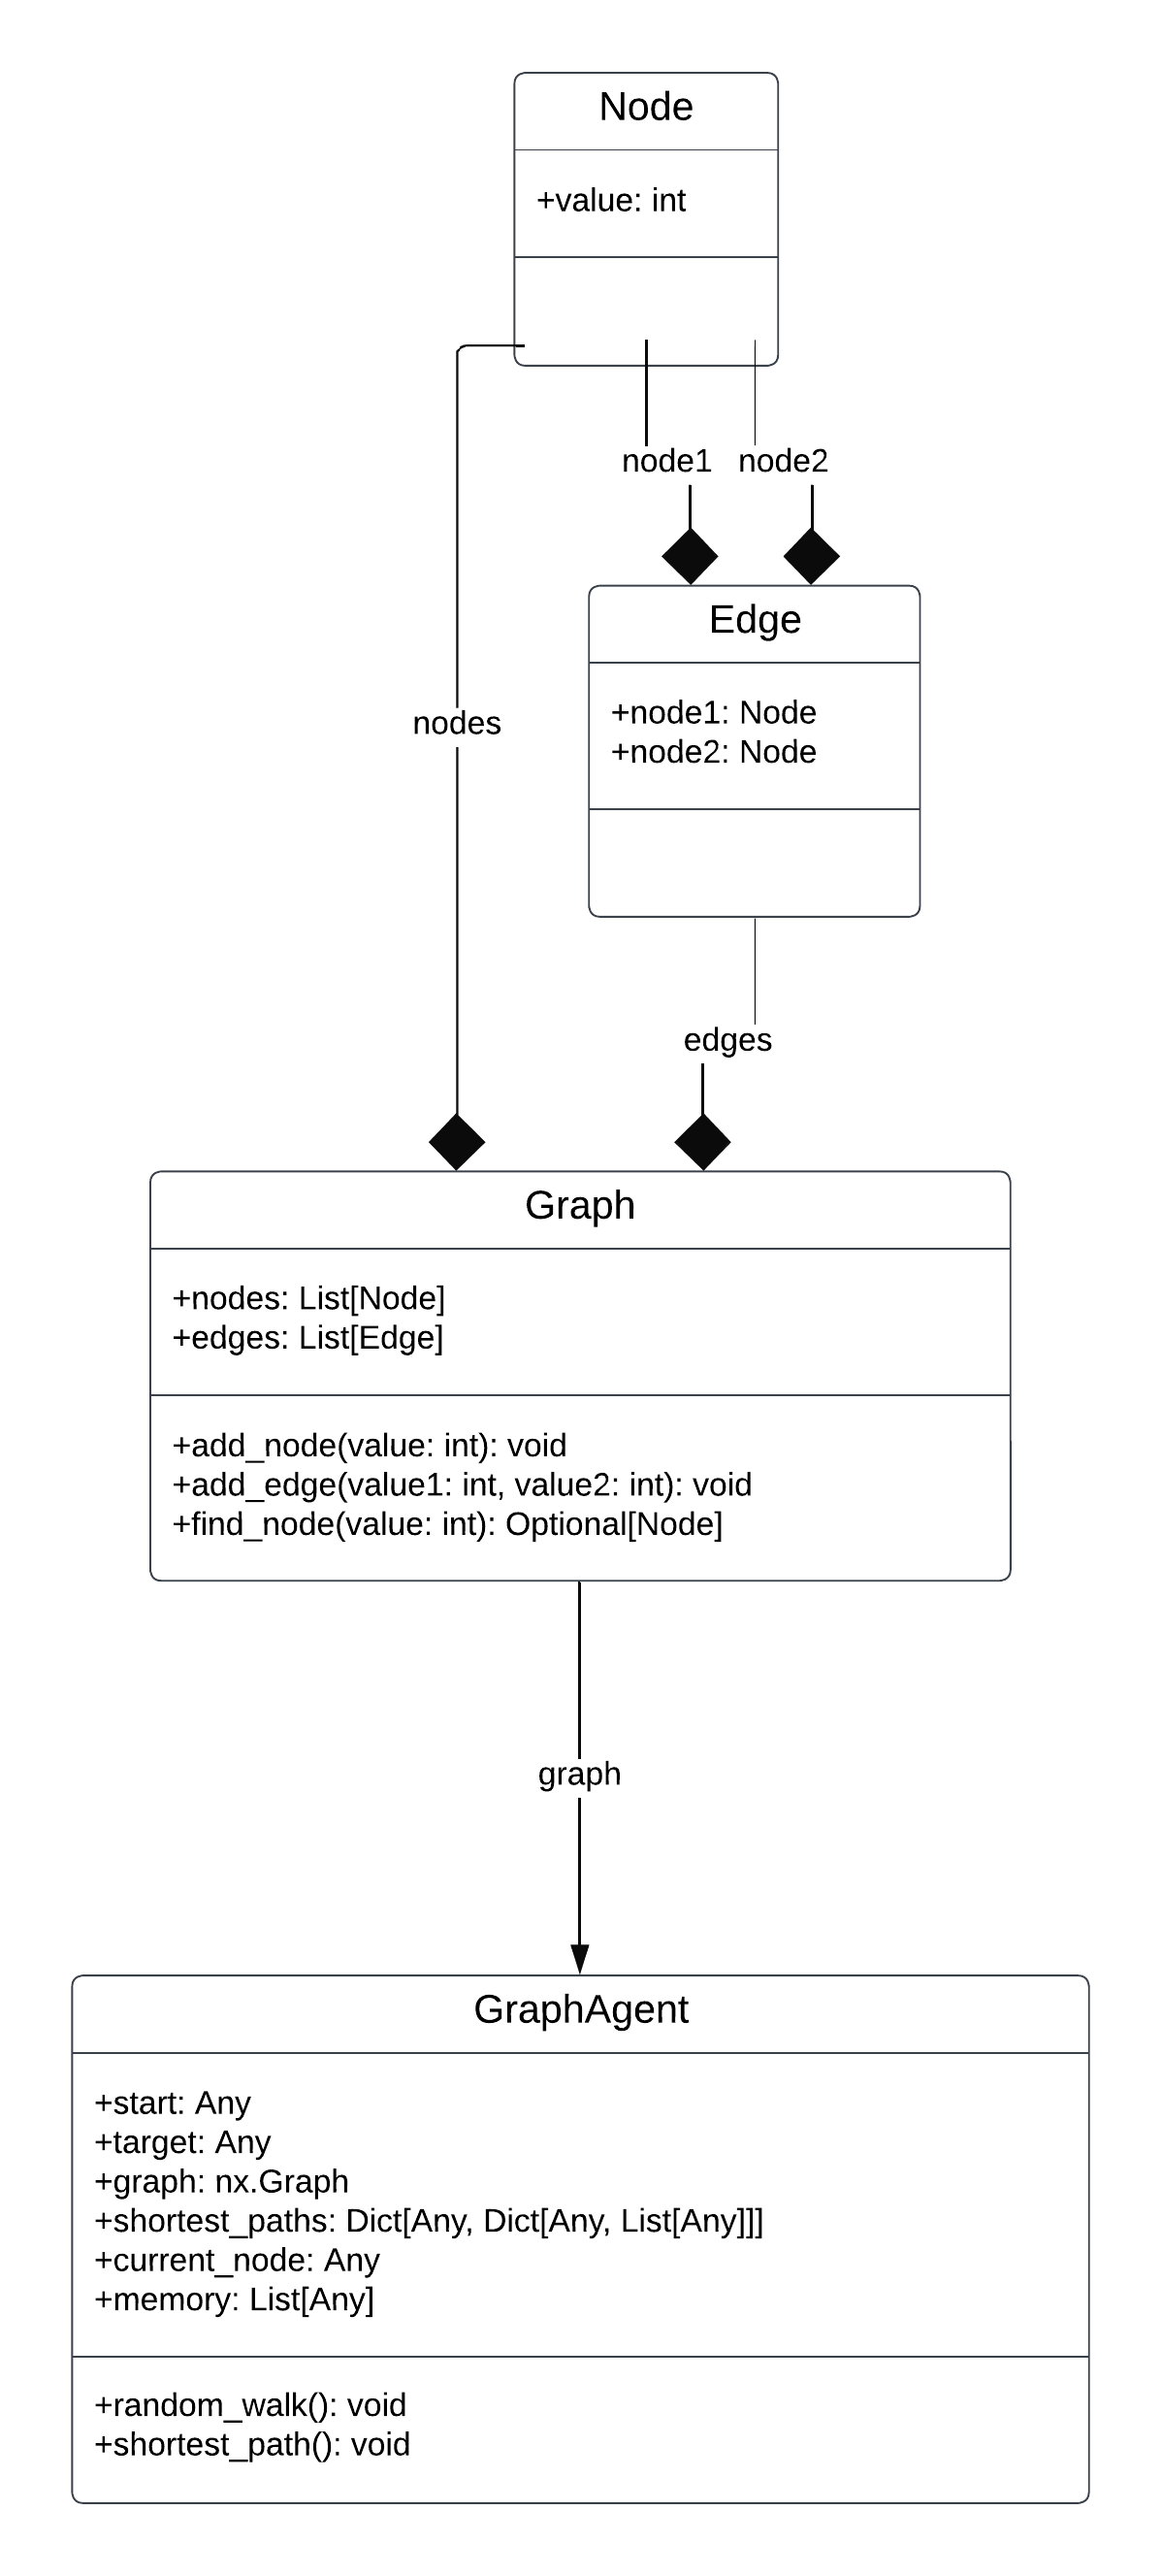 Node
+value: int
node1 node2
Edge
+node1: Node
+node2: Node
nodes
edges
Graph
+nodes: List[Node]
+edges: List[Edge]
+add_node(value: int): void
+add_edge(value1: int, value2: int): void
+find_node(value: int): Optional[Node]
graph
GraphAgent
+start: Any
+target: Any
+graph: nx.Graph
+shortest_paths: Dict[Any, Dict[Any, List[Any]]]
+current_node: Any
+memory: List[Any]
+random_walk(): void
+shortest_path(): void